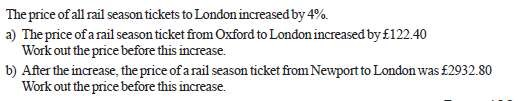 The price of all rail season tickets to London increased by 4%.
a) The price of a rail season ticket from Oxford to London increased by £122.40
Work out the price before this increase.
b) After the increase, the price of a rail season ticket from Newport to London was £2932.80
Work out the price before this increase.